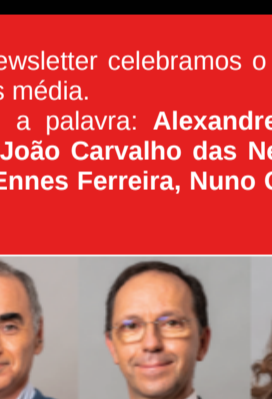 ewsletter celebramos o
s média.
a palavra: Alexandre
João Carvalho das Ne
Ennes Ferreira, Nuno